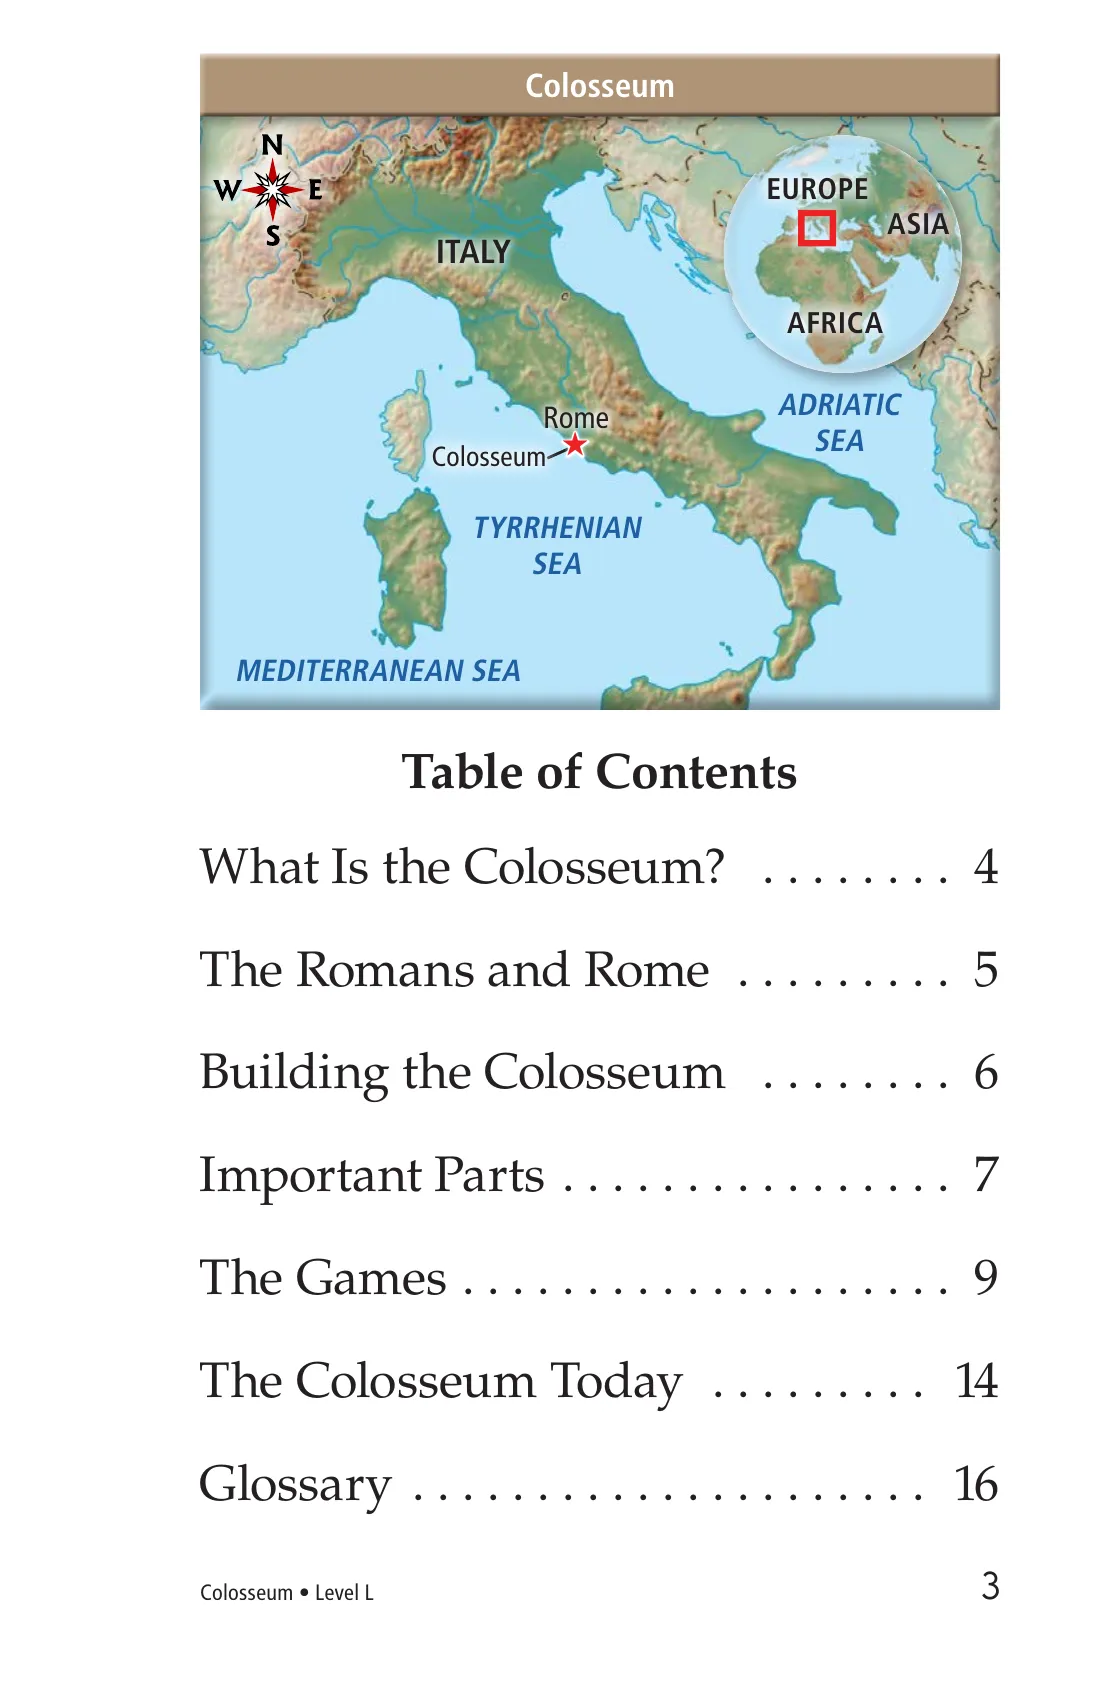 Colosseum
N
W E
S
EUROPE
ASIA
ITALY
AFRICA
ADRIATIC
SEA
Rome
Colosseum
TYRRHENIAN
SEA
MEDITERRANEAN SEA
Table of Contents
What Is the Colosseum? . . . . . . . . 4
The Romans and Rome . . . . . . . . . 5
Building the Colosseum . . . . . . . . 6
Important Parts . . . . . . . . . . . . . . . . 7
The Games . . . . . . . . . . . . . . . . . . . . 9
The Colosseum Today . . . . . . . . . 14
Glossary . . . . . . . . . . . . . . . . . . . . . 16
Colosseum • Level L 3